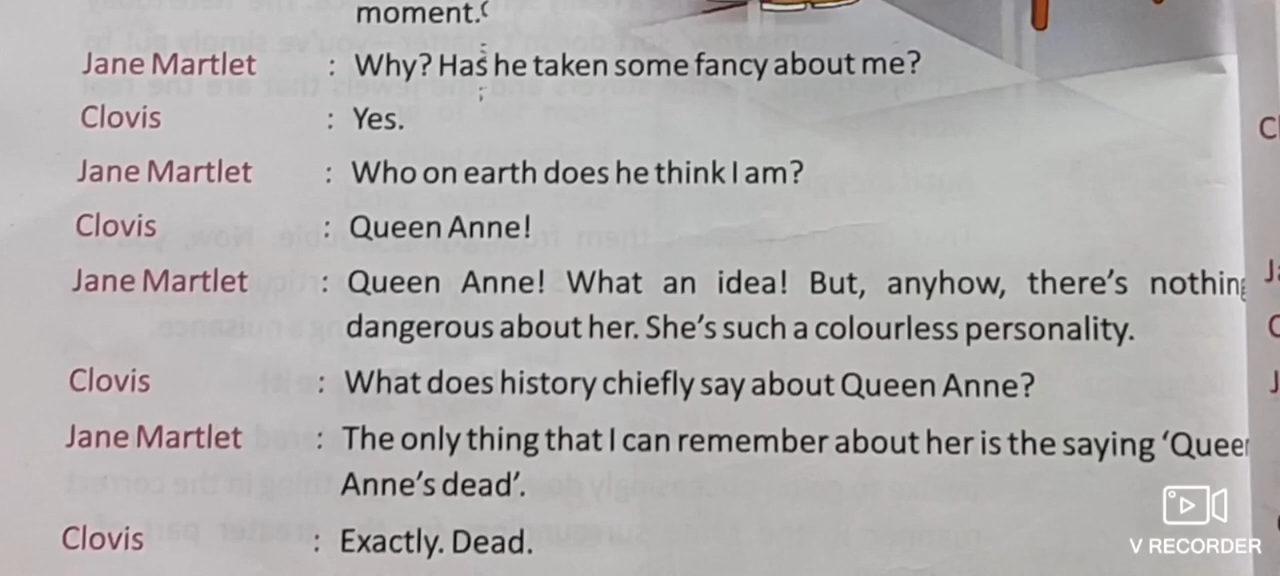 moment.
Jane Martlet : Why? Has he taken some fancy about me?
Clovis : Yes.
Jane Martlet : Who on earth does he think I am?
Clovis : Queen Anne!
Jane Martlet : Queen Anne! What an idea! But, anyhow, there's nothing
dangerous about her. She's such a colourless personality.
Clovis : What does history chiefly say about Queen Anne?
Jane Martlet : The only thing that I can remember about her is the saying 'Queen
Anne's dead'.
Clovis : Exactly. Dead.
V RECORDER